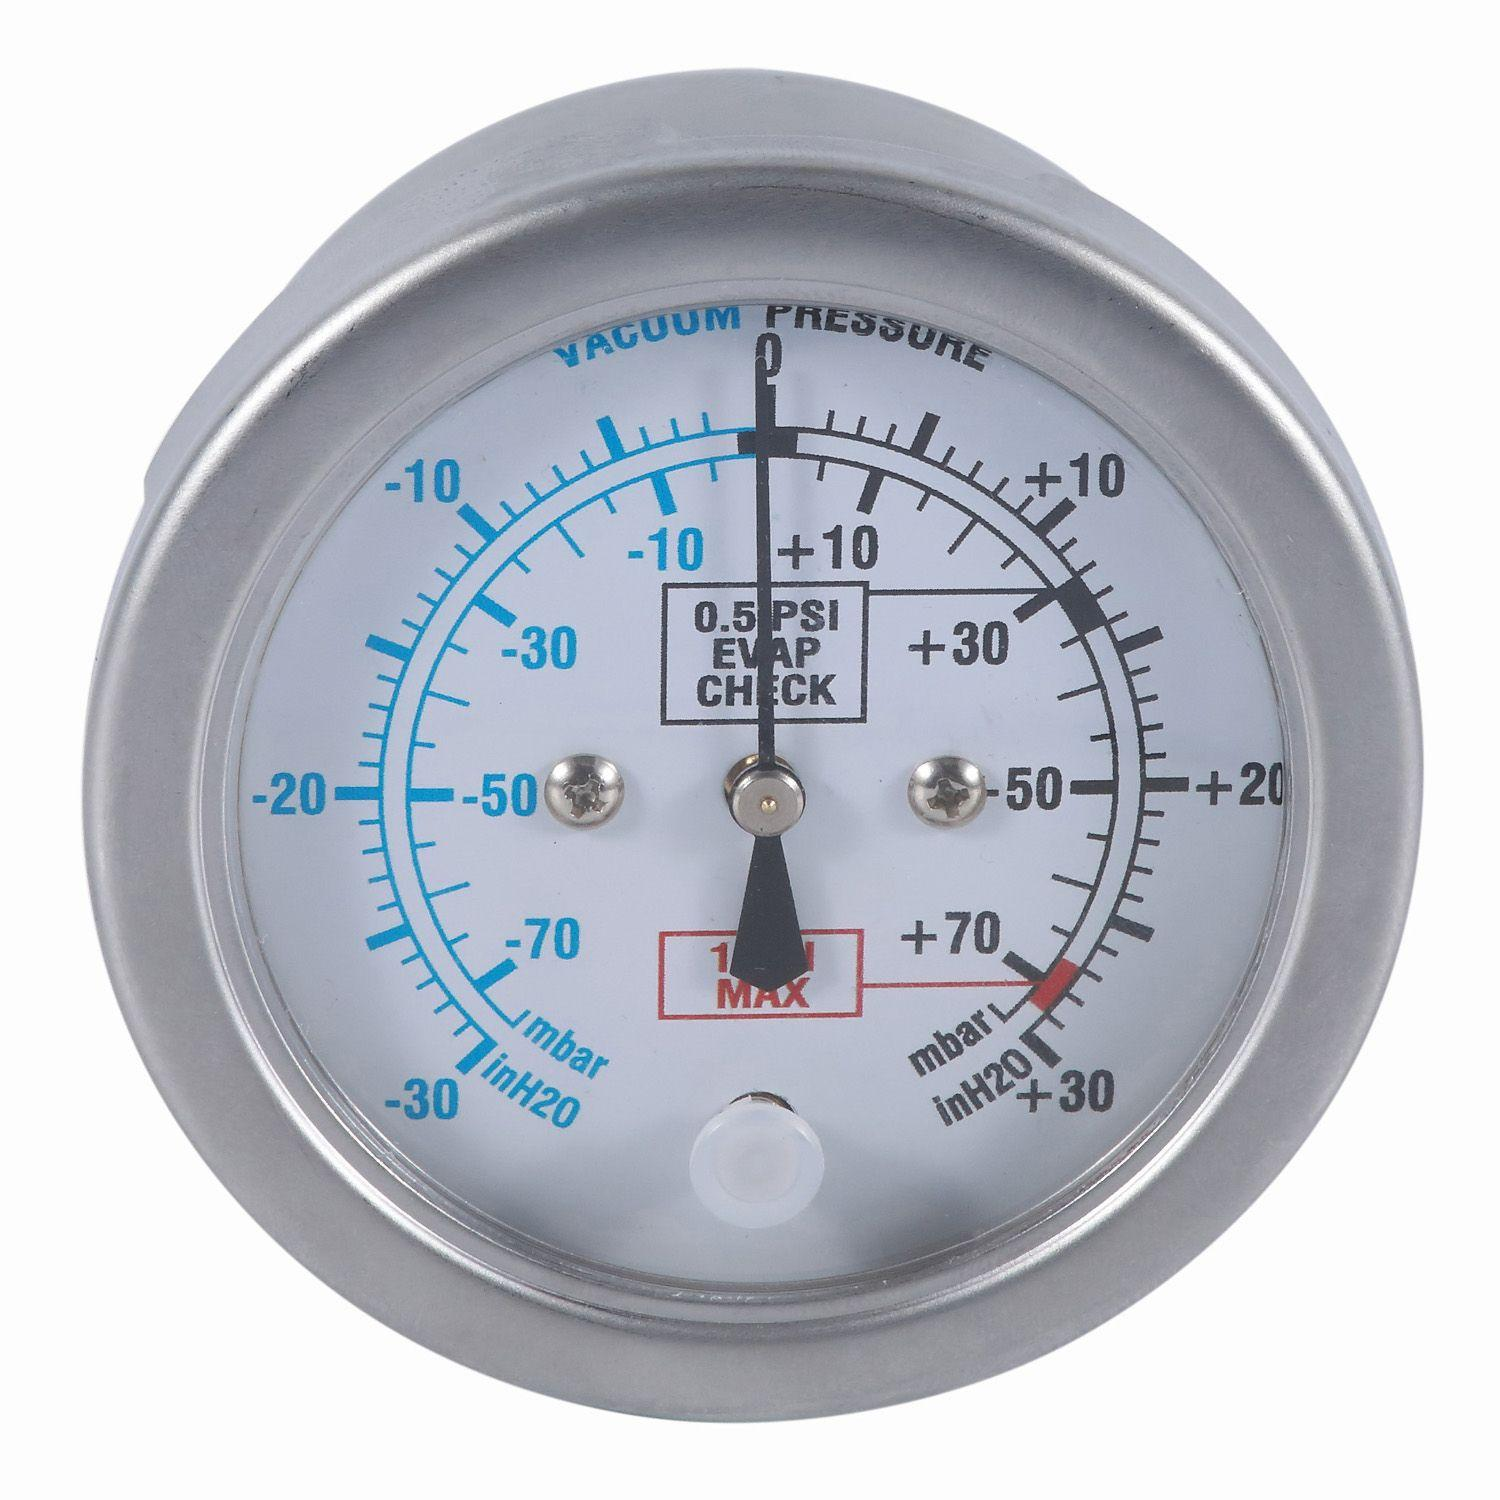 VACUUM PRESSURE
0
-10 +10
-10 +10
0.5 PSI
EVAP
CHECK
-30 +30
-20 -50 -50 +20
-70 +70
MAX
mbar mbar
inH2O inH2O
-30 +30